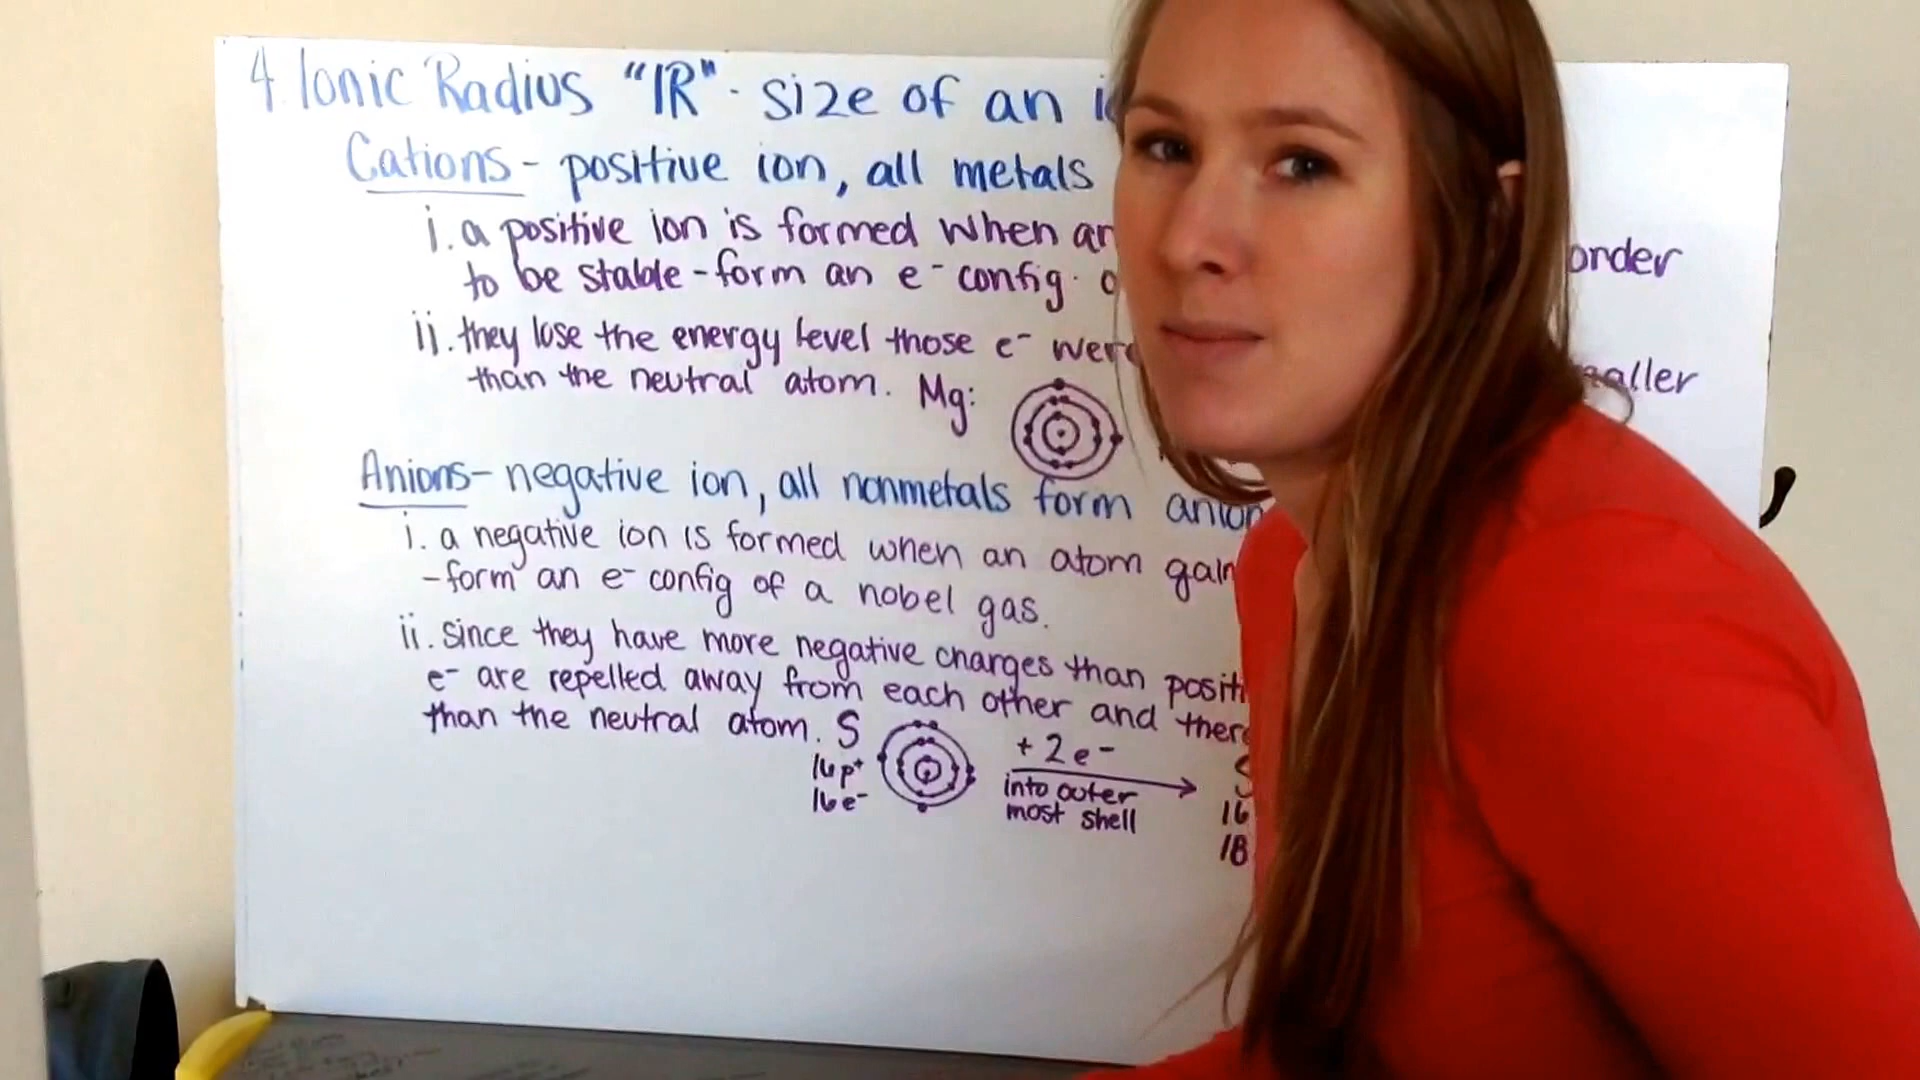 4. Ionic Radius "IR" - size of an
Cations - positive ion, all metals
i. a positive ion is formed when an order
to be stable - form an e⁻ config.
ii. they lose the energy level those e⁻ were smaller
than the neutral atom. Mg:
Anions - negative ion, all nonmetals form anion
i. a negative ion is formed when an atom gain
- form an e⁻ config of a nobel gas.
ii. since they have more negative charges than positi
e⁻ are repelled away from each other and there
than the neutral atom. S
+ 2e⁻
16p⁺
into outer
16e⁻
most shell
16
18